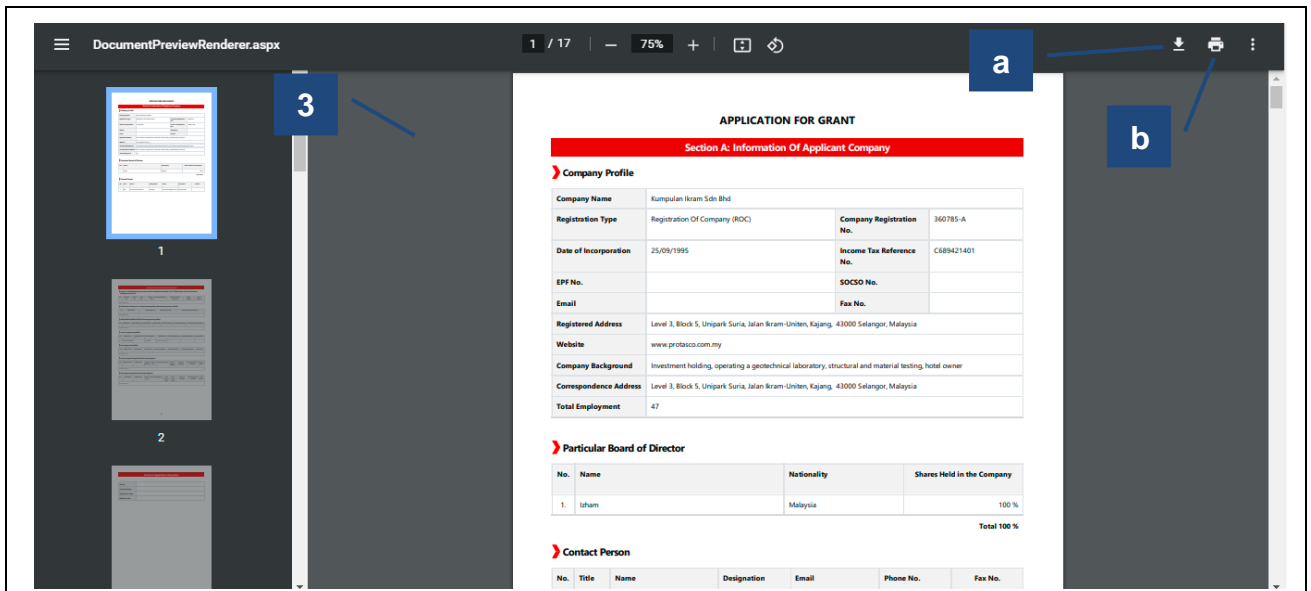 DocumentPreviewRenderer.aspx
1 / 17
75%
a
b
3
1
2
APPLICATION FOR GRANT
Section A: Information Of Applicant Company
Company Profile
Company Name Kumpulan Ikram Sdn Bhd
Registration Type Registration Of Company (ROC) Company Registration No. 360785-A
Date of Incorporation 25/09/1995 Income Tax Reference No. C689421401
EPF No. SOCSO No.
Email Fax No.
Registered Address Level 3, Block 5, Unipark Suria, Jalan Ikram-Uniten, Kajang, 43000 Selangor, Malaysia
Website www.protasco.com.my
Company Background Investment holding, operating a geotechnical laboratory, structural and material testing, hotel owner
Correspondence Address Level 3, Block 5, Unipark Suria, Jalan Ikram-Uniten, Kajang, 43000 Selangor, Malaysia
Total Employment 47
Particular Board of Director
No. Name Nationality Shares Held in the Company
1. Izham Malaysia 100 %
Total 100 %
Contact Person
No. Title Name Designation Email Phone No. Fax No.